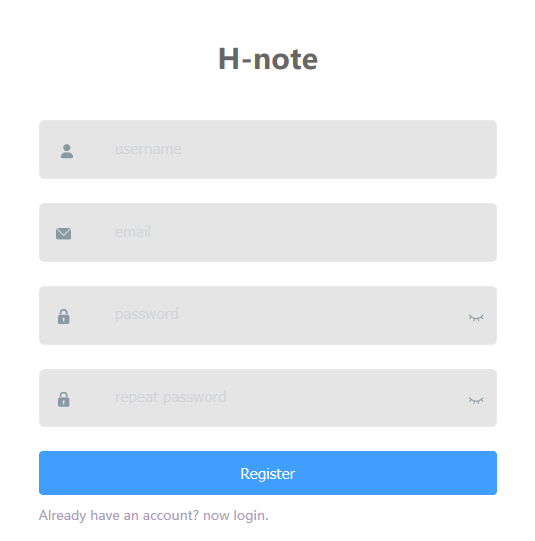 H-note
username
email
password
repeat password
Register
Already have an account? now login.